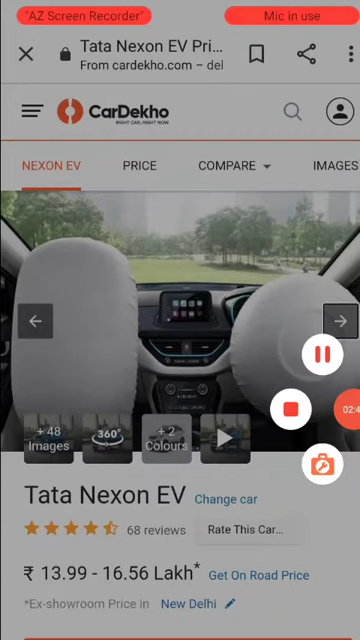 "AZ Screen Recorder"
Mic in use
Tata Nexon EV Pri...
From cardekho.com – del
CarDekho
RIGHT CAR. RIGHT NOW
NEXON EV
PRICE
COMPARE
IMAGES
02:4
+ 48
Images
360°
+ 2
Colours
Tata Nexon EV Change car
68 reviews
Rate This Car...
₹ 13.99 - 16.56 Lakh* Get On Road Price
*Ex-showroom Price in New Delhi